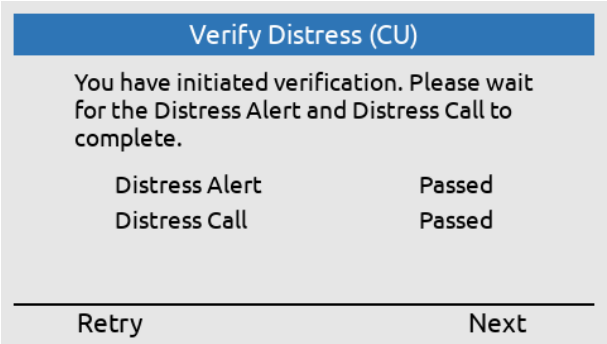 Verify Distress (CU)
You have initiated verification. Please wait
for the Distress Alert and Distress Call to
complete.
Distress Alert Passed
Distress Call Passed
Retry Next